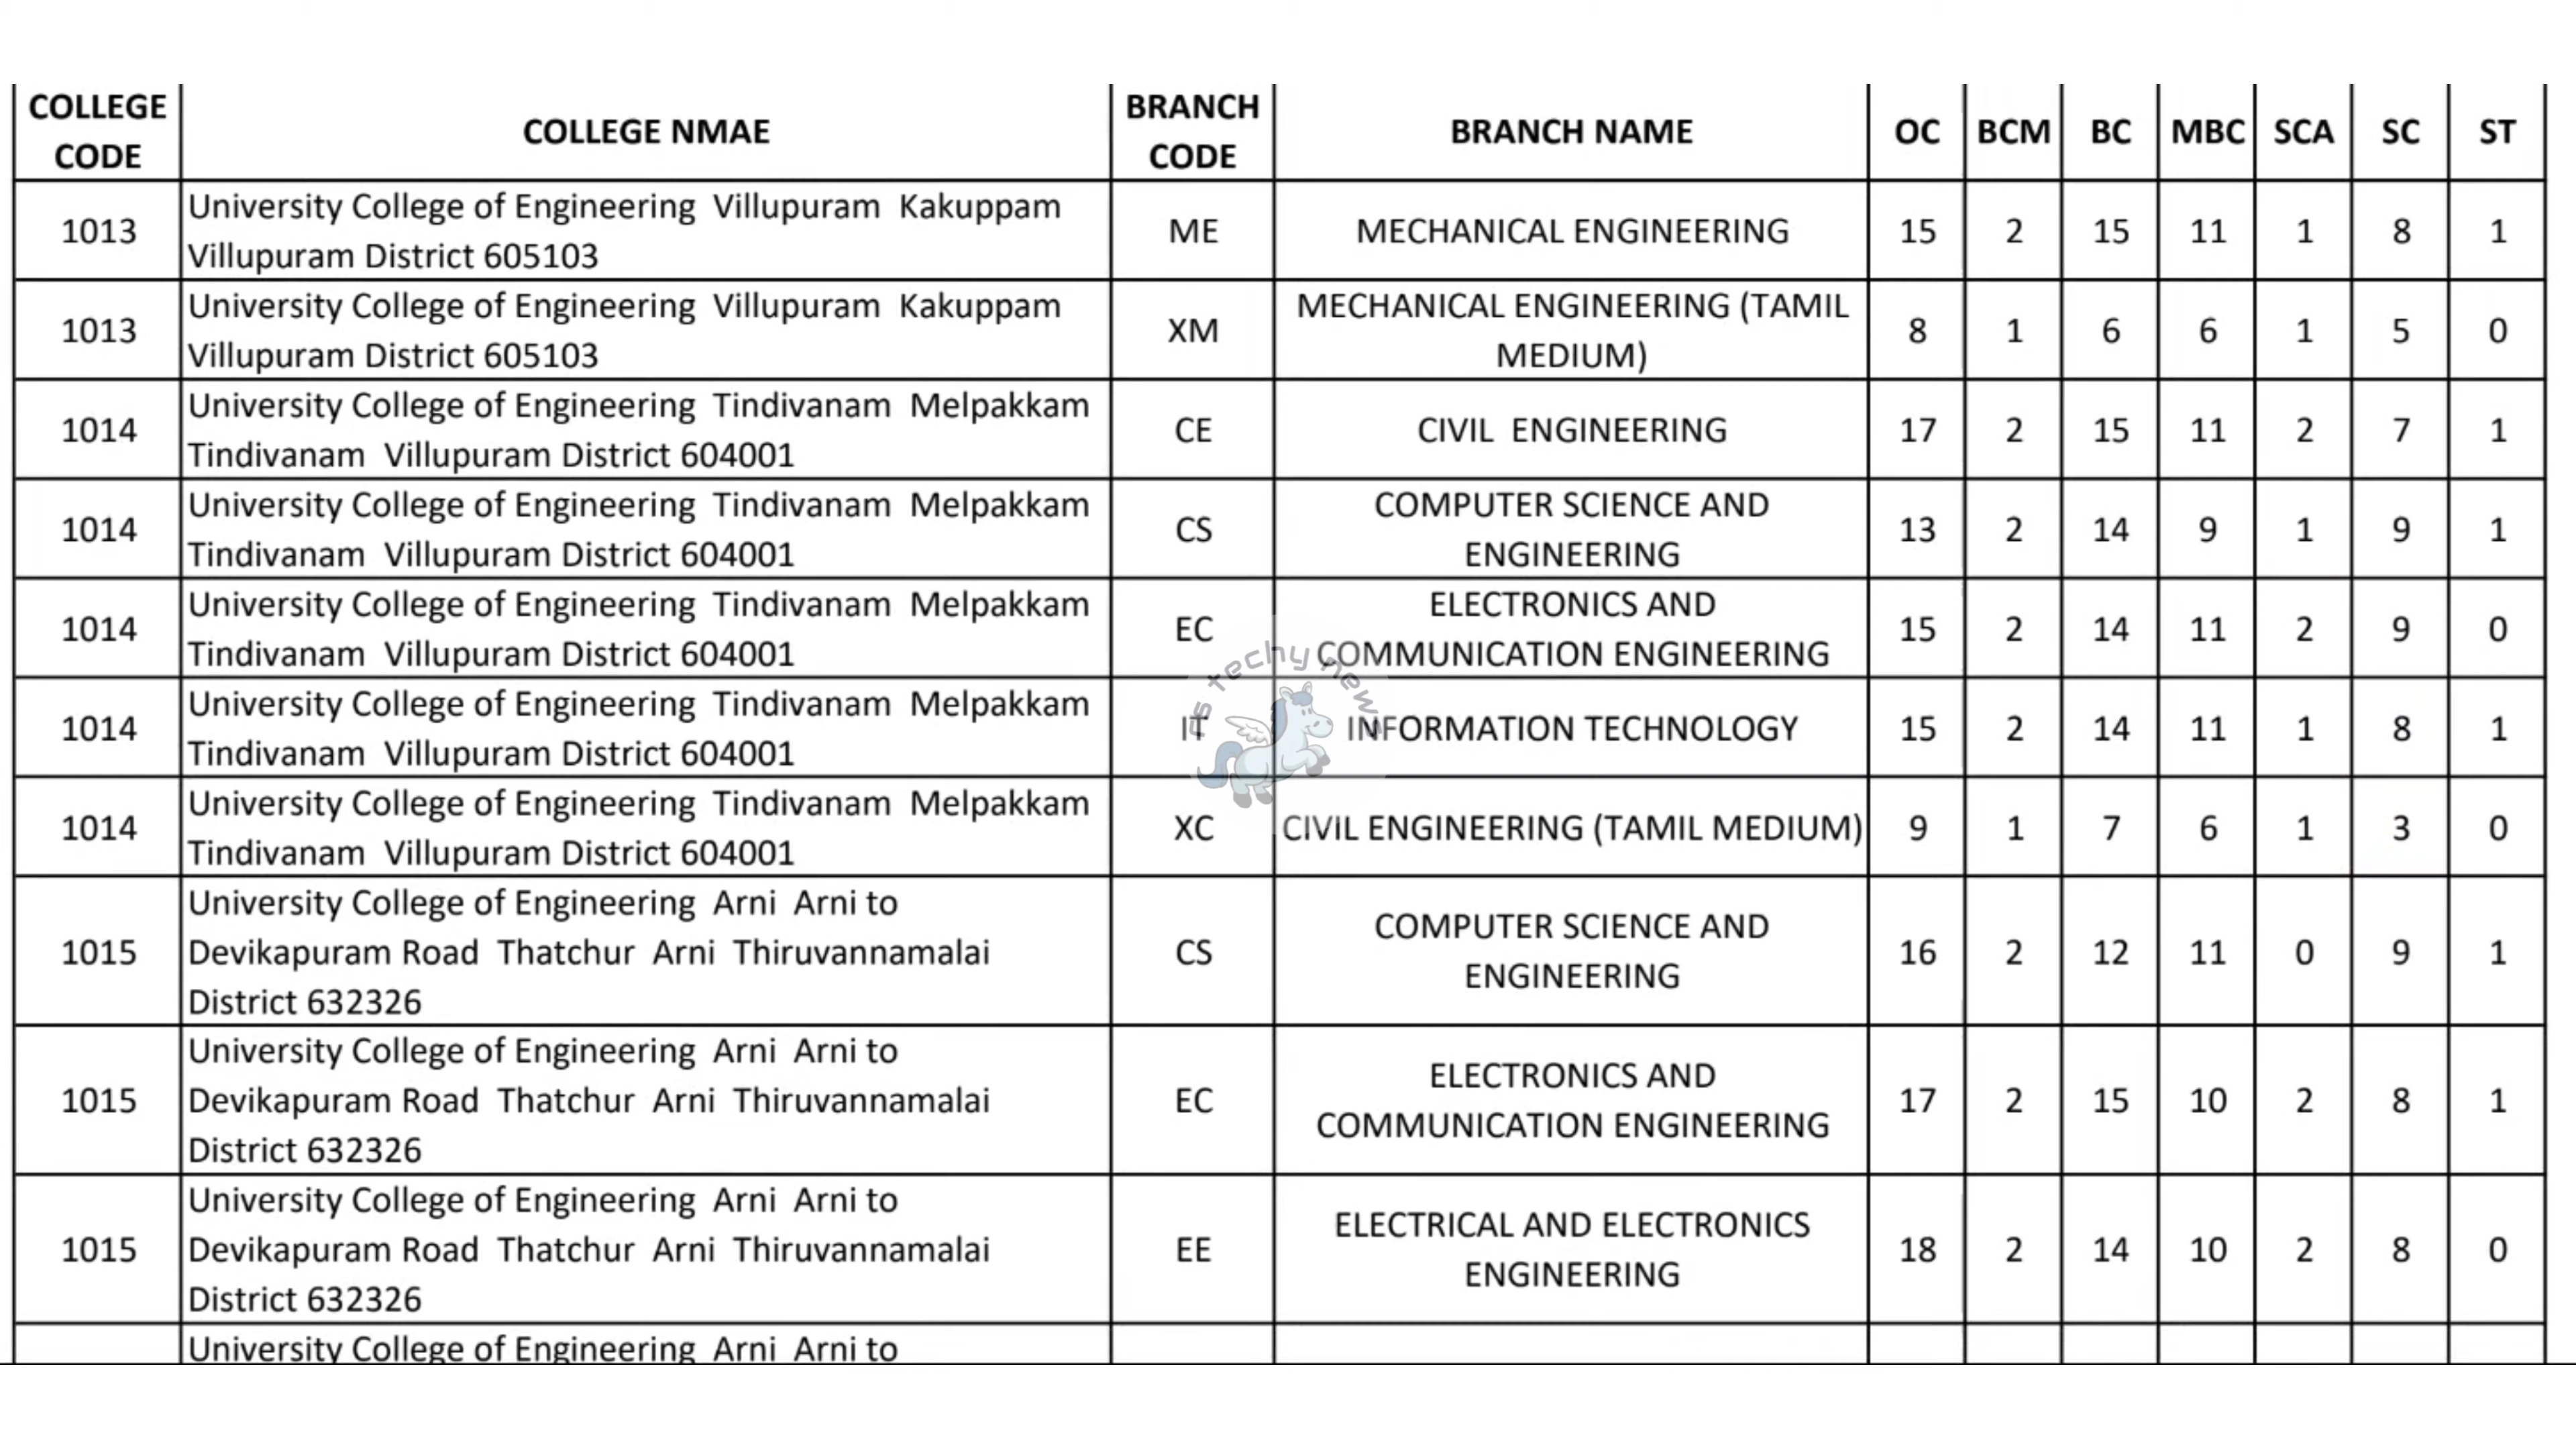 COLLEGE CODE COLLEGE NMAE BRANCH CODE BRANCH NAME OC BCM BC MBC SCA SC ST
1013 University College of Engineering Villupuram Kakuppam Villupuram District 605103 ME MECHANICAL ENGINEERING 15 2 15 11 1 8 1
1013 University College of Engineering Villupuram Kakuppam Villupuram District 605103 XM MECHANICAL ENGINEERING (TAMIL MEDIUM) 8 1 6 6 1 5 0
1014 University College of Engineering Tindivanam Melpakkam Tindivanam Villupuram District 604001 CE CIVIL ENGINEERING 17 2 15 11 2 7 1
1014 University College of Engineering Tindivanam Melpakkam Tindivanam Villupuram District 604001 CS COMPUTER SCIENCE AND ENGINEERING 13 2 14 9 1 9 1
1014 University College of Engineering Tindivanam Melpakkam Tindivanam Villupuram District 604001 EC ELECTRONICS AND COMMUNICATION ENGINEERING 15 2 14 11 2 9 0
1014 University College of Engineering Tindivanam Melpakkam Tindivanam Villupuram District 604001 IT INFORMATION TECHNOLOGY 15 2 14 11 1 8 1
1014 University College of Engineering Tindivanam Melpakkam Tindivanam Villupuram District 604001 XC CIVIL ENGINEERING (TAMIL MEDIUM) 9 1 7 6 1 3 0
1015 University College of Engineering Arni Arni to Devikapuram Road Thatchur Arni Thiruvannamalai District 632326 CS COMPUTER SCIENCE AND ENGINEERING 16 2 12 11 0 9 1
1015 University College of Engineering Arni Arni to Devikapuram Road Thatchur Arni Thiruvannamalai District 632326 EC ELECTRONICS AND COMMUNICATION ENGINEERING 17 2 15 10 2 8 1
1015 University College of Engineering Arni Arni to Devikapuram Road Thatchur Arni Thiruvannamalai District 632326 EE ELECTRICAL AND ELECTRONICS ENGINEERING 18 2 14 10 2 8 0
University College of Engineering Arni Arni to
techy news